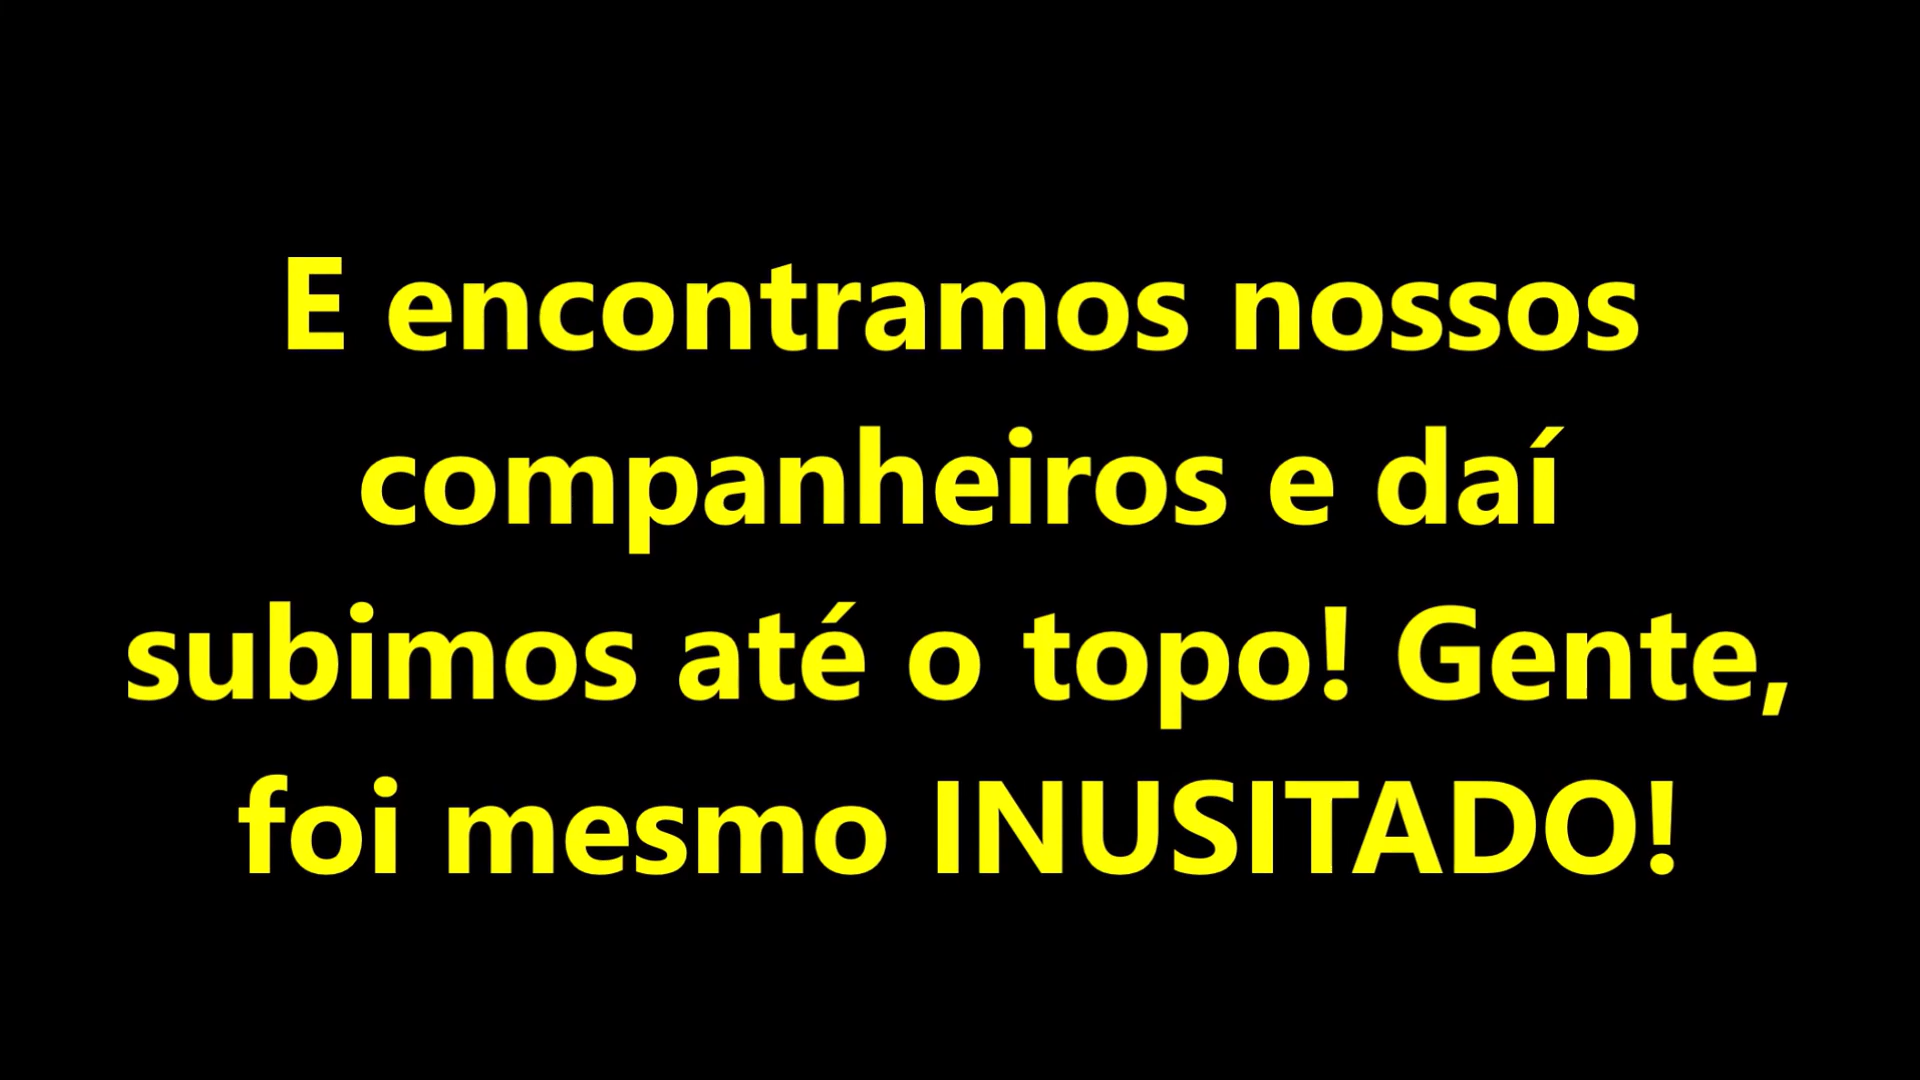 E encontramos nossos
companheiros e daí
subimos até o topo! Gente,
foi mesmo INUSITADO!